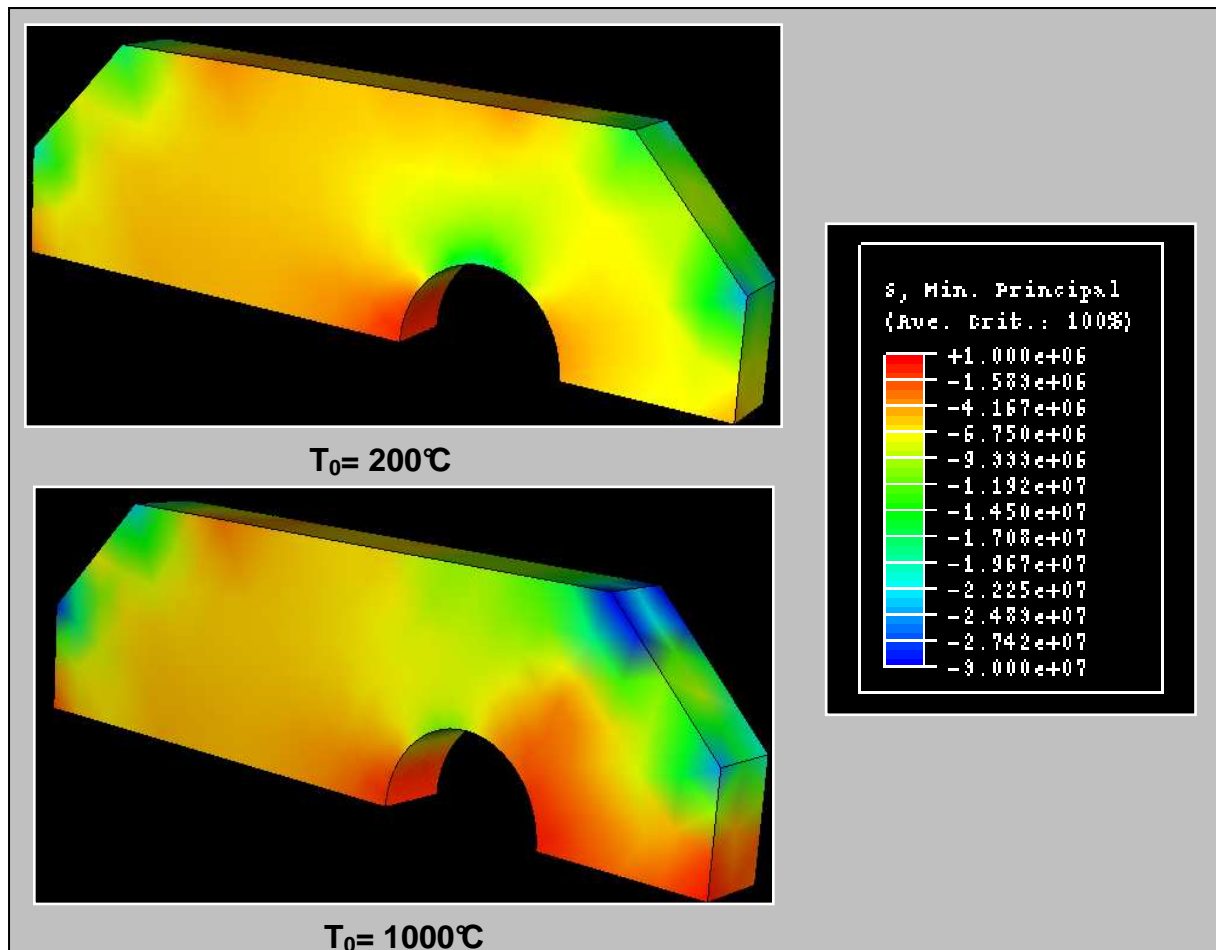 T₀= 200°C
T₀= 1000°C
S, Min. Principal
(Ave. Crit.: 100%)
+1.000e+06
-1.583e+06
-4.167e+06
-6.750e+06
-9.333e+06
-1.192e+07
-1.450e+07
-1.708e+07
-1.967e+07
-2.225e+07
-2.483e+07
-2.742e+07
-3.000e+07